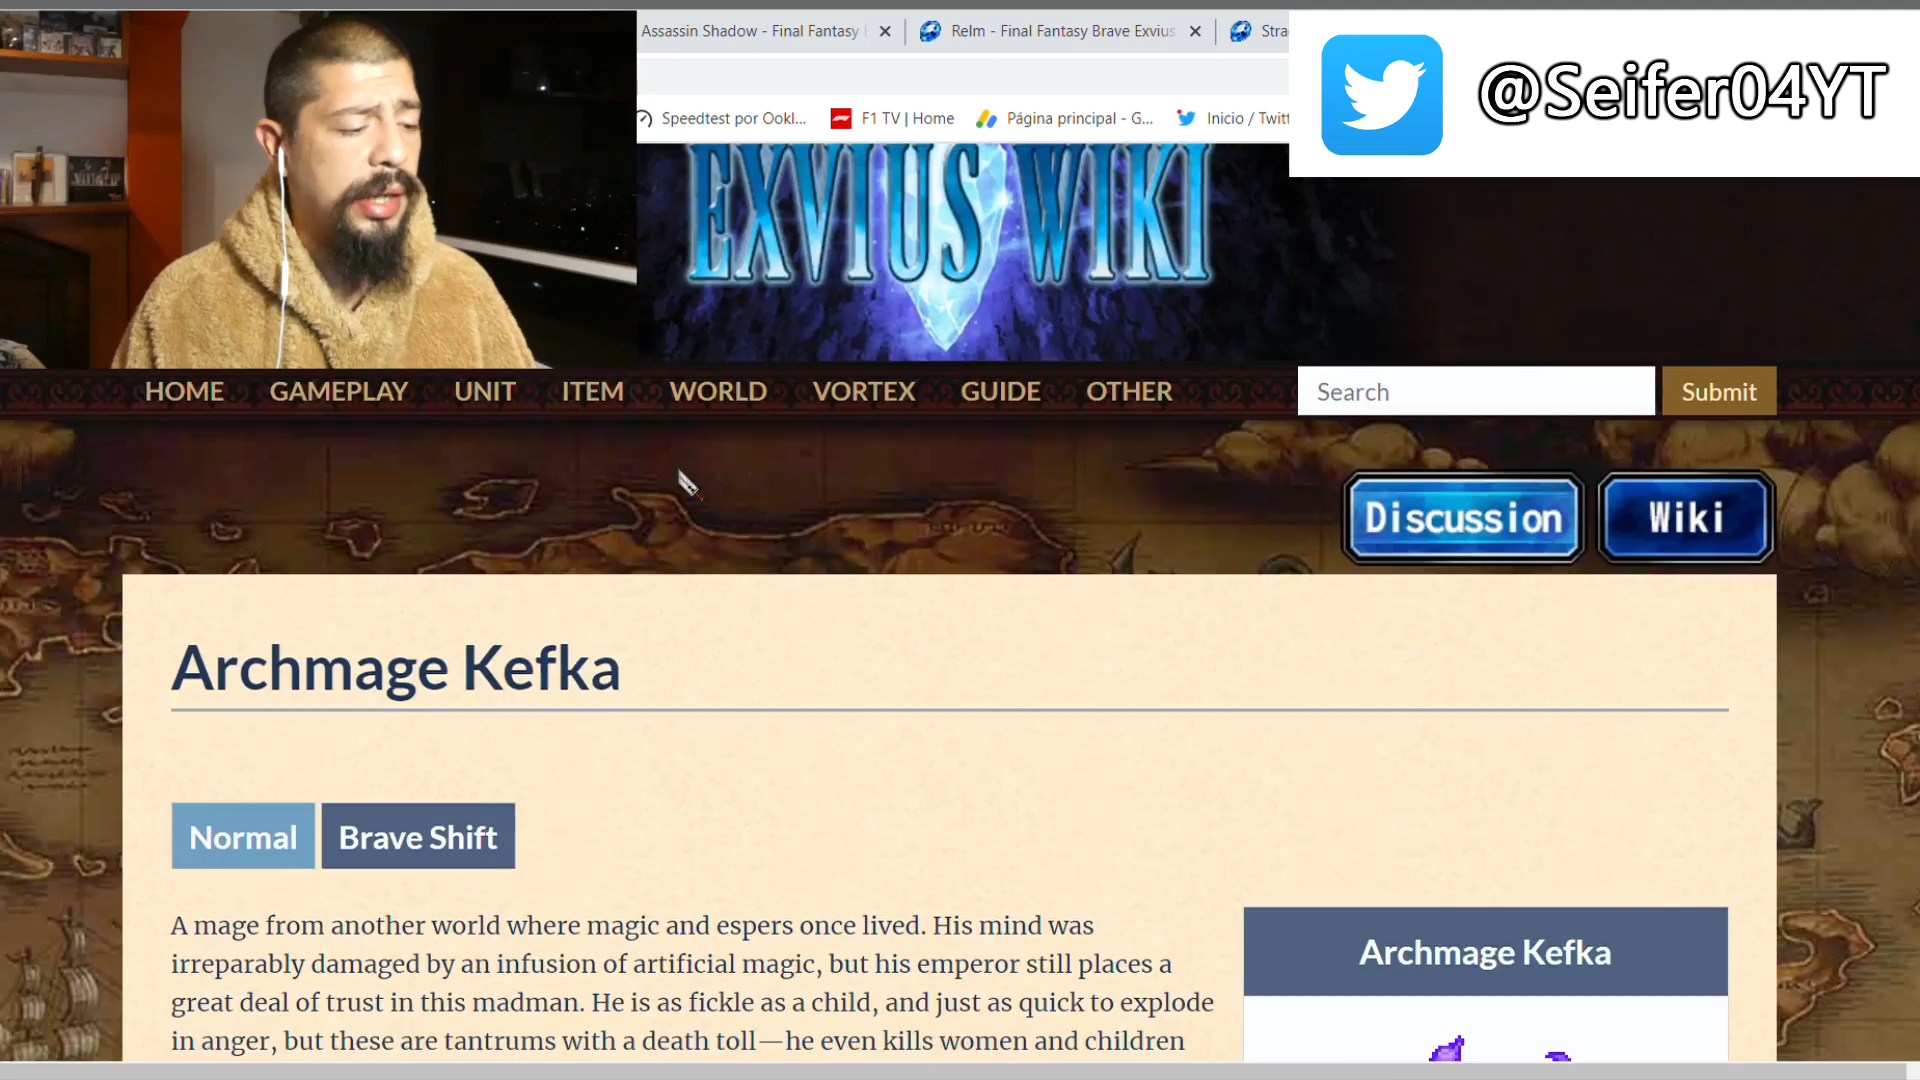 Assassin Shadow - Final Fantasy
Relm - Final Fantasy Brave Exvius
Stra
@Seifer04YT
Speedtest por Ookl...
F1 TV | Home
Página principal - G...
Inicio / Twitt
EXVIUS WIKI
HOME GAMEPLAY UNIT ITEM WORLD VORTEX GUIDE OTHER
Search
Submit
Discussion
Wiki
Archmage Kefka
Normal
Brave Shift
A mage from another world where magic and espers once lived. His mind was
irreparably damaged by an infusion of artificial magic, but his emperor still places a
great deal of trust in this madman. He is as fickle as a child, and just as quick to explode
in anger, but these are tantrums with a death toll—he even kills women and children
Archmage Kefka